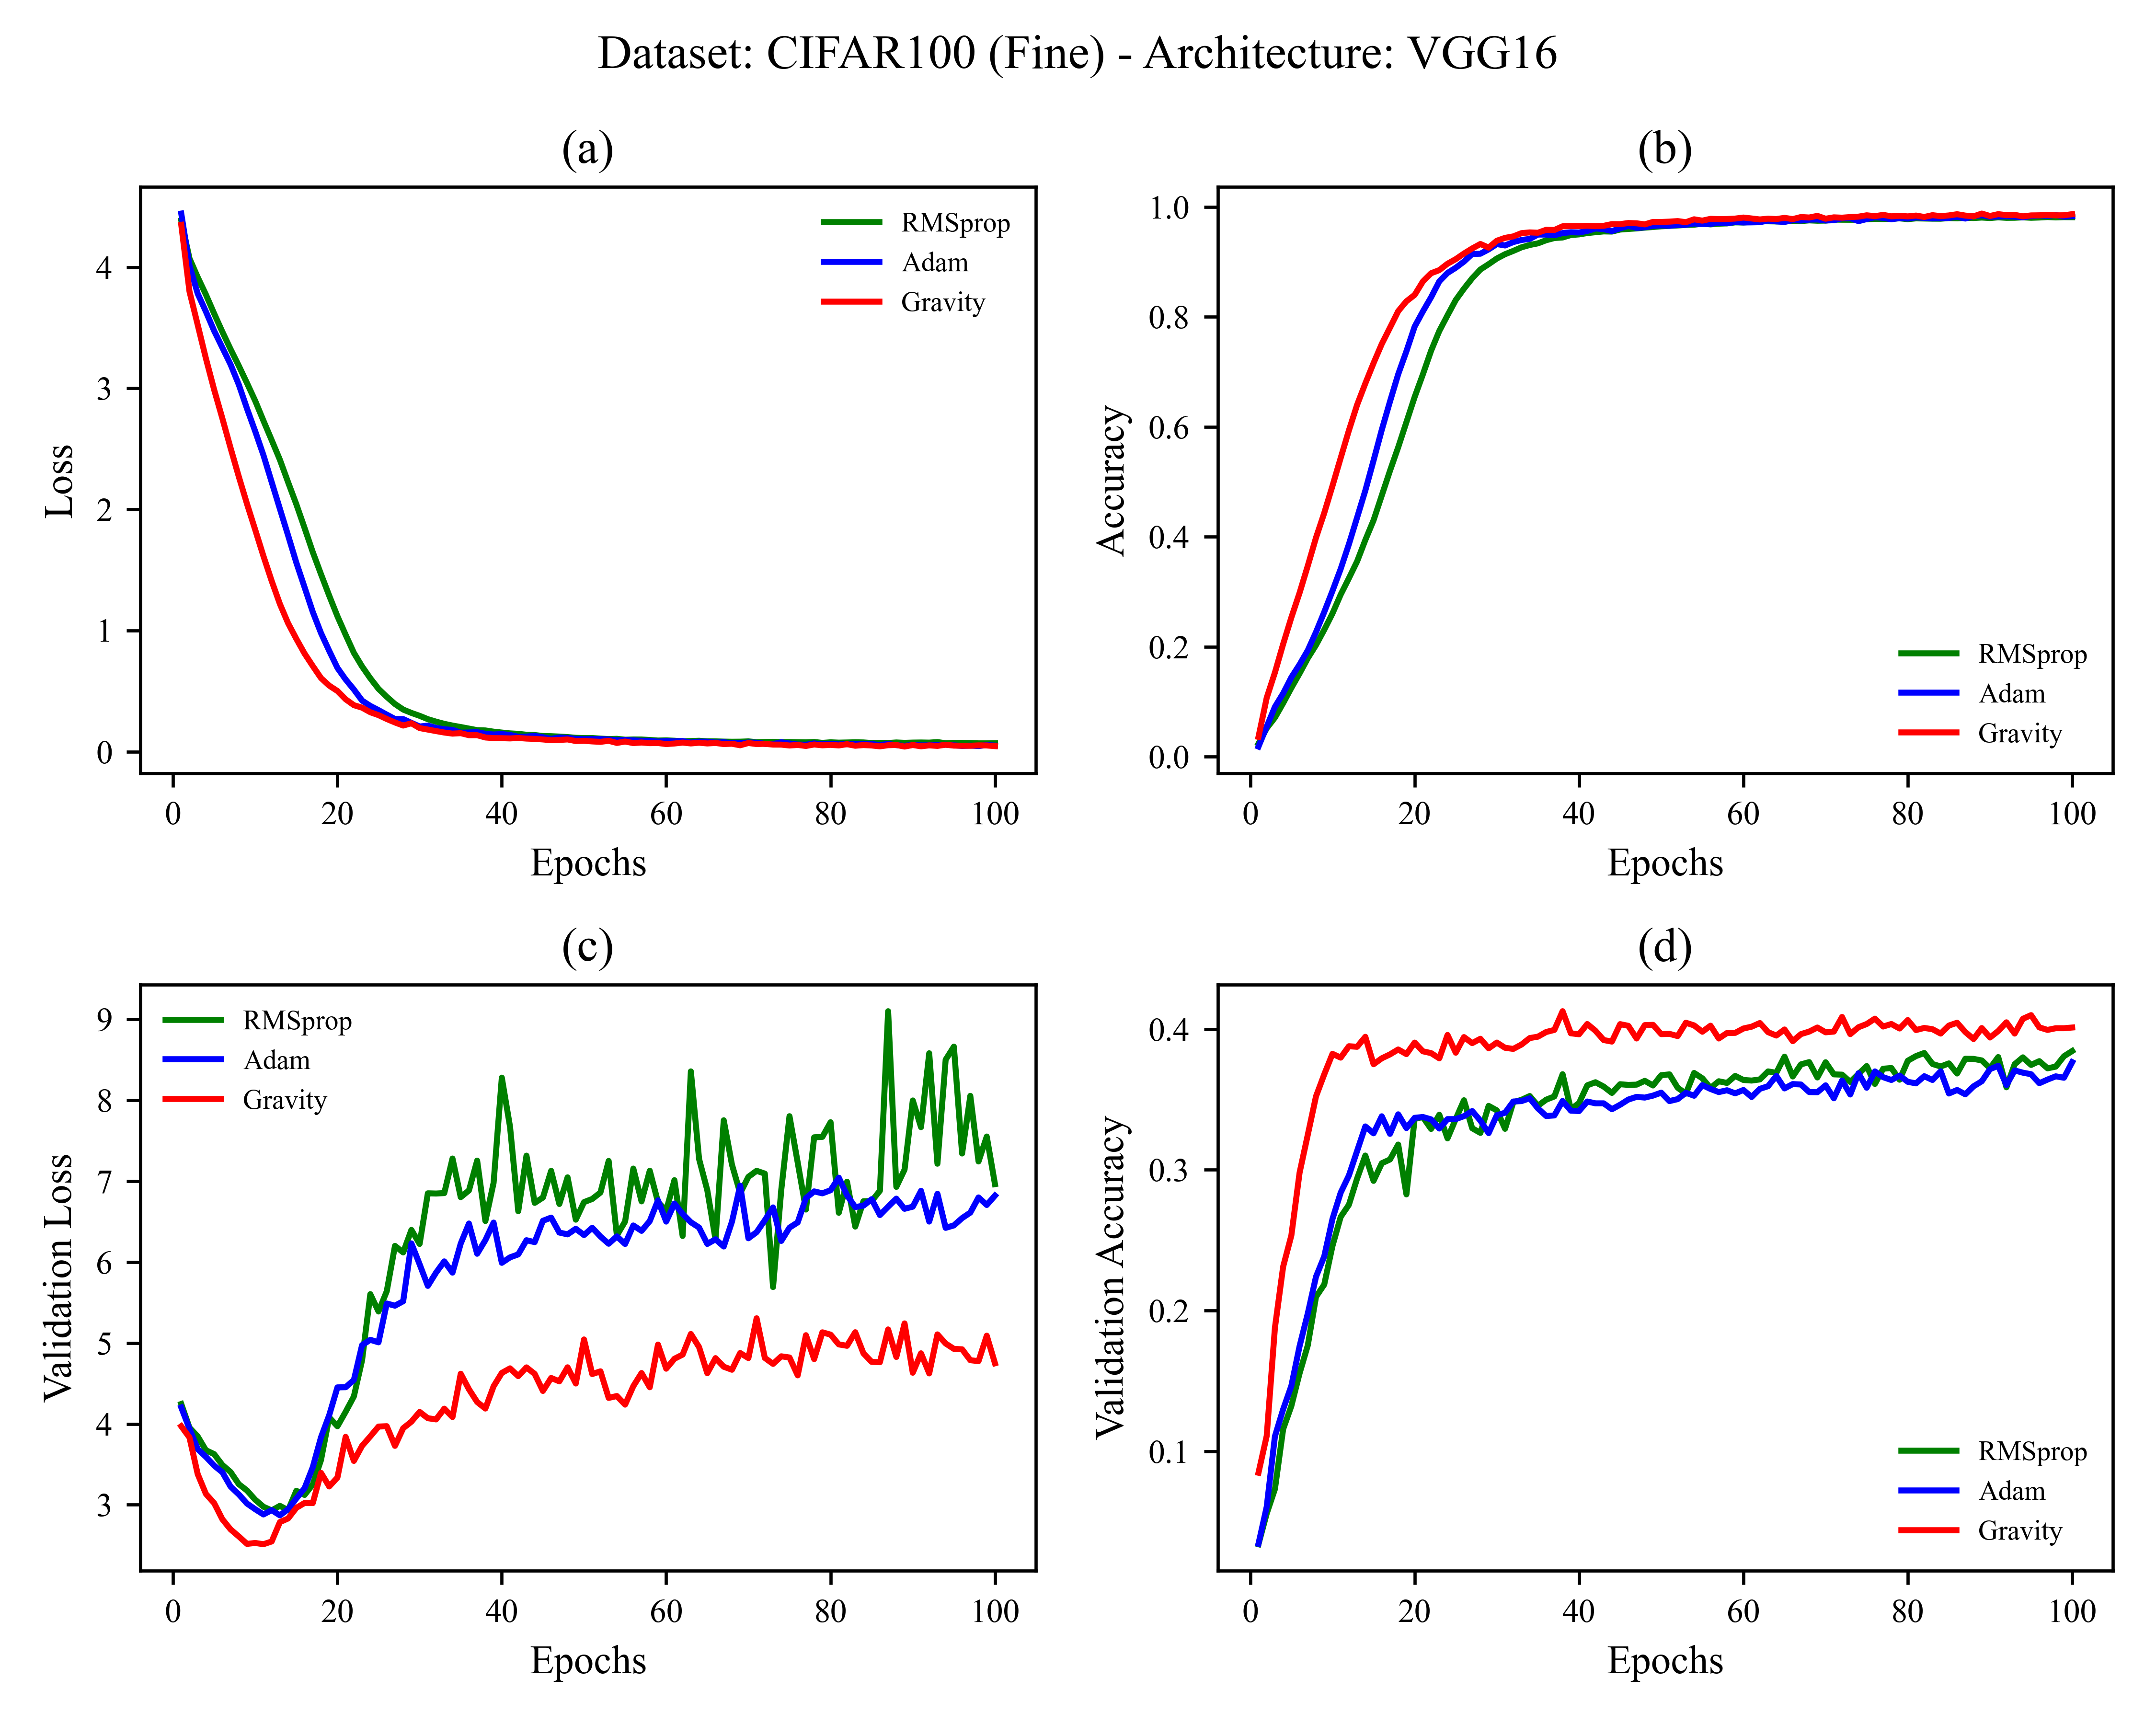 Dataset: CIFAR100 (Fine) - Architecture: VGG16
(a)
RMSprop
Adam
Gravity
4
3
2
1
0
Loss
0 20 40 60 80 100
Epochs
(b)
1.0
0.8
0.6
0.4
0.2
0.0
Accuracy
RMSprop
Adam
Gravity
0 20 40 60 80 100
Epochs
(c)
RMSprop
Adam
Gravity
9
8
7
6
5
4
3
Validation Loss
0 20 40 60 80 100
Epochs
(d)
0.4
0.3
0.2
0.1
Validation Accuracy
RMSprop
Adam
Gravity
0 20 40 60 80 100
Epochs